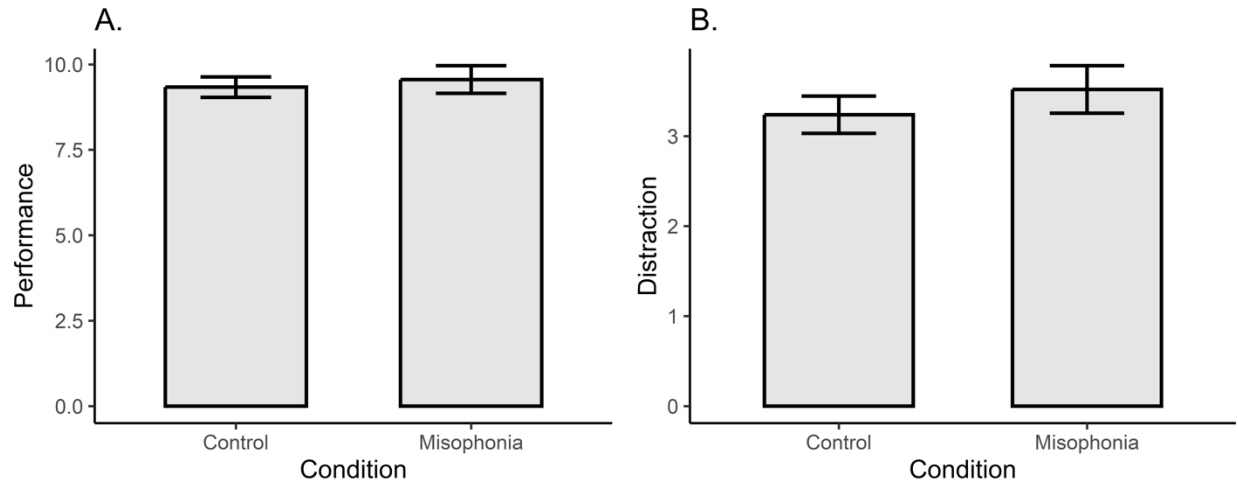 A.
Performance
10.0
7.5
5.0
2.5
0.0
Control Misophonia
Condition
B.
Distraction
3
2
1
0
Control Misophonia
Condition